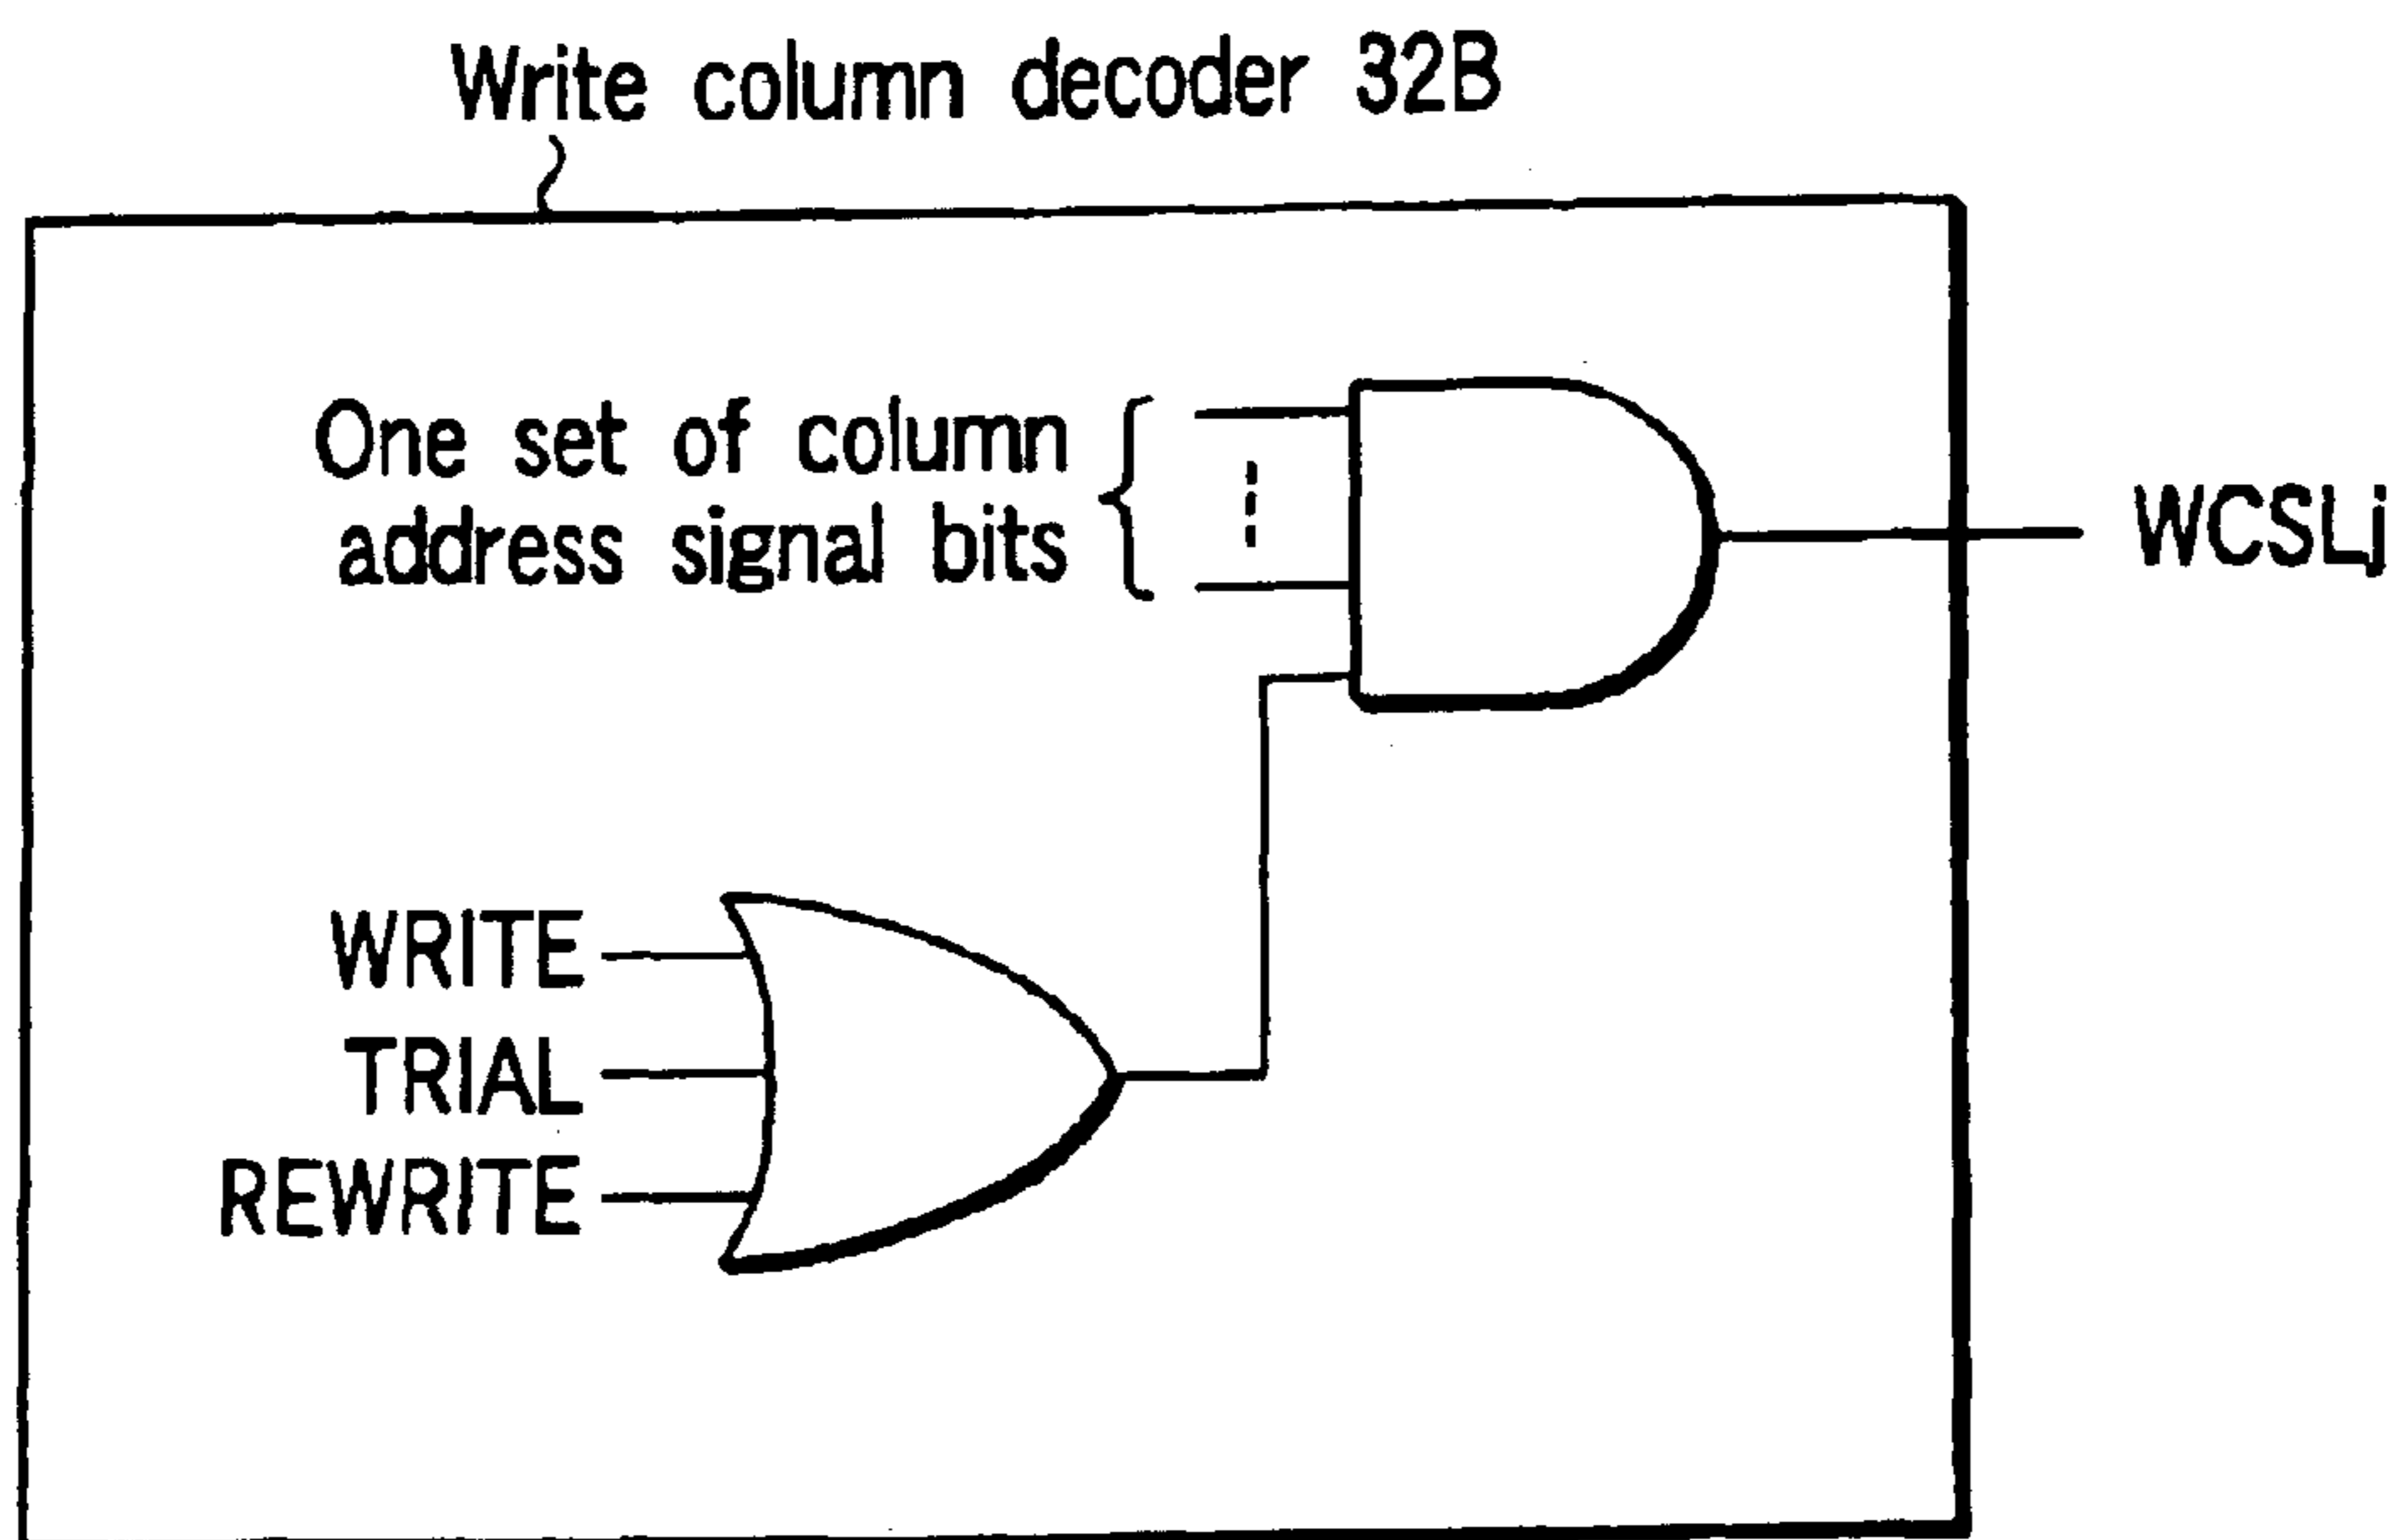 Write column decoder 32B
One set of column
address signal bits
WCSLj
WRITE
TRIAL
REWRITE